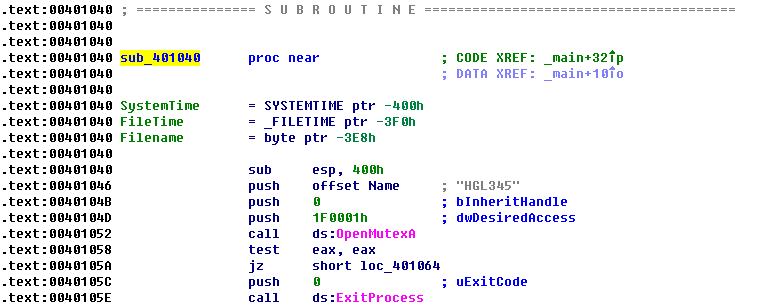 .text:00401040 ; =============== S U B R O U T I N E =======================================
.text:00401040
.text:00401040
.text:00401040 sub_401040 proc near ; CODE XREF: _main+32↑p
.text:00401040 ; DATA XREF: _main+10↑o
.text:00401040
.text:00401040 SystemTime = SYSTEMTIME ptr -400h
.text:00401040 FileTime = _FILETIME ptr -3F0h
.text:00401040 Filename = byte ptr -3E8h
.text:00401040
.text:00401040 sub esp, 400h
.text:00401046 push offset Name ; "HGL345"
.text:0040104B push 0 ; bInheritHandle
.text:0040104D push 1F0001h ; dwDesiredAccess
.text:00401052 call ds:OpenMutexA
.text:00401058 test eax, eax
.text:0040105A jz short loc_401064
.text:0040105C push 0 ; uExitCode
.text:0040105E call ds:ExitProcess